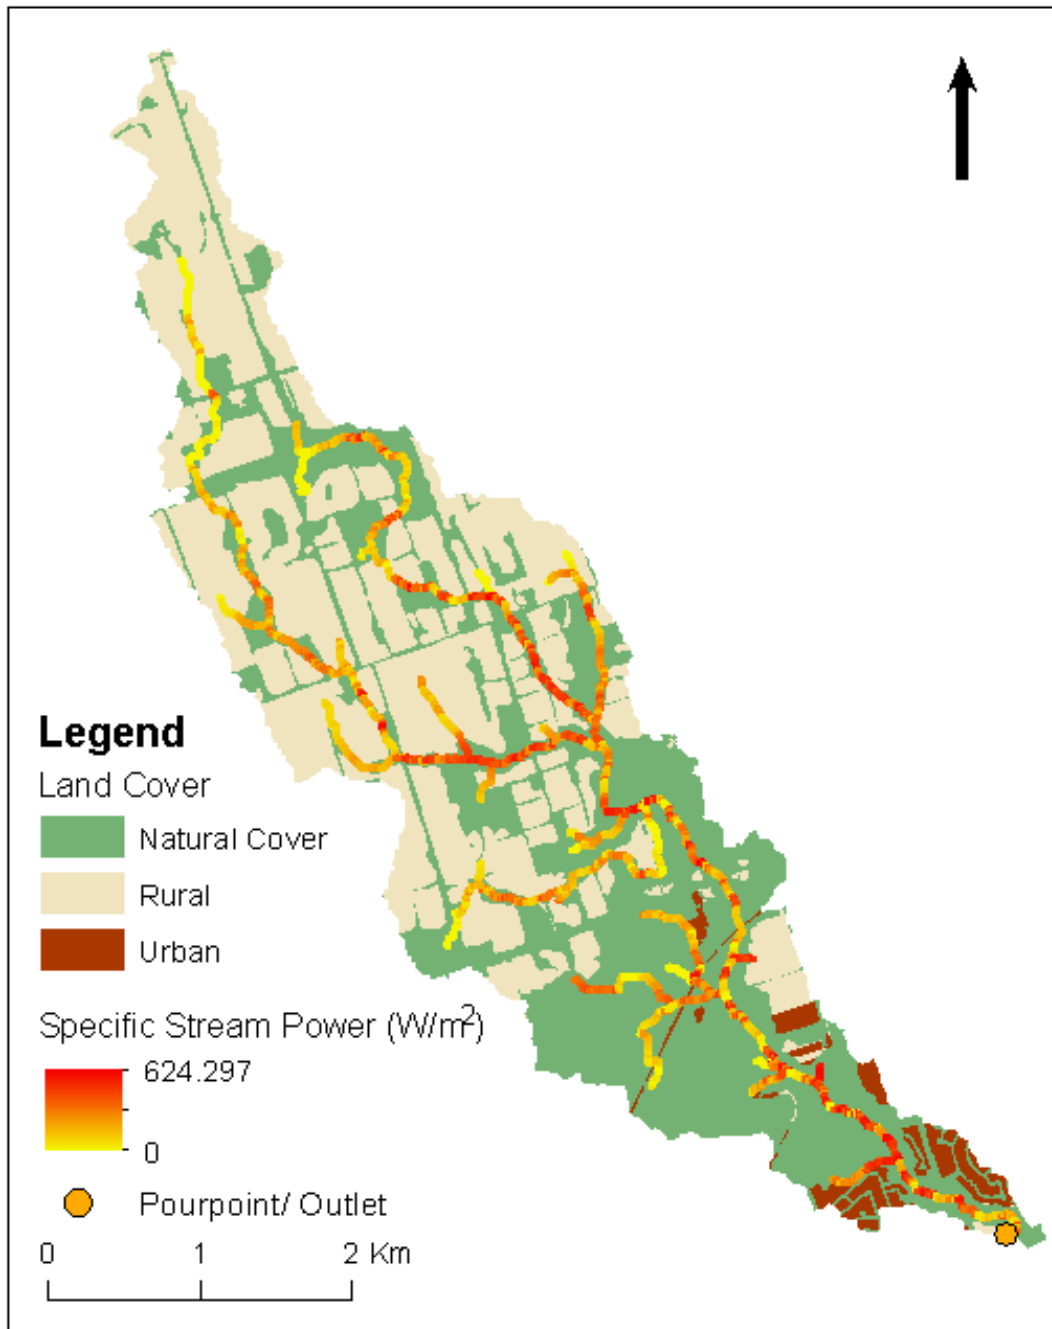 Legend
Land Cover
Natural Cover
Rural
Urban
Specific Stream Power (W/m²)
624.297
0
Pourpoint/ Outlet
0 1 2 Km